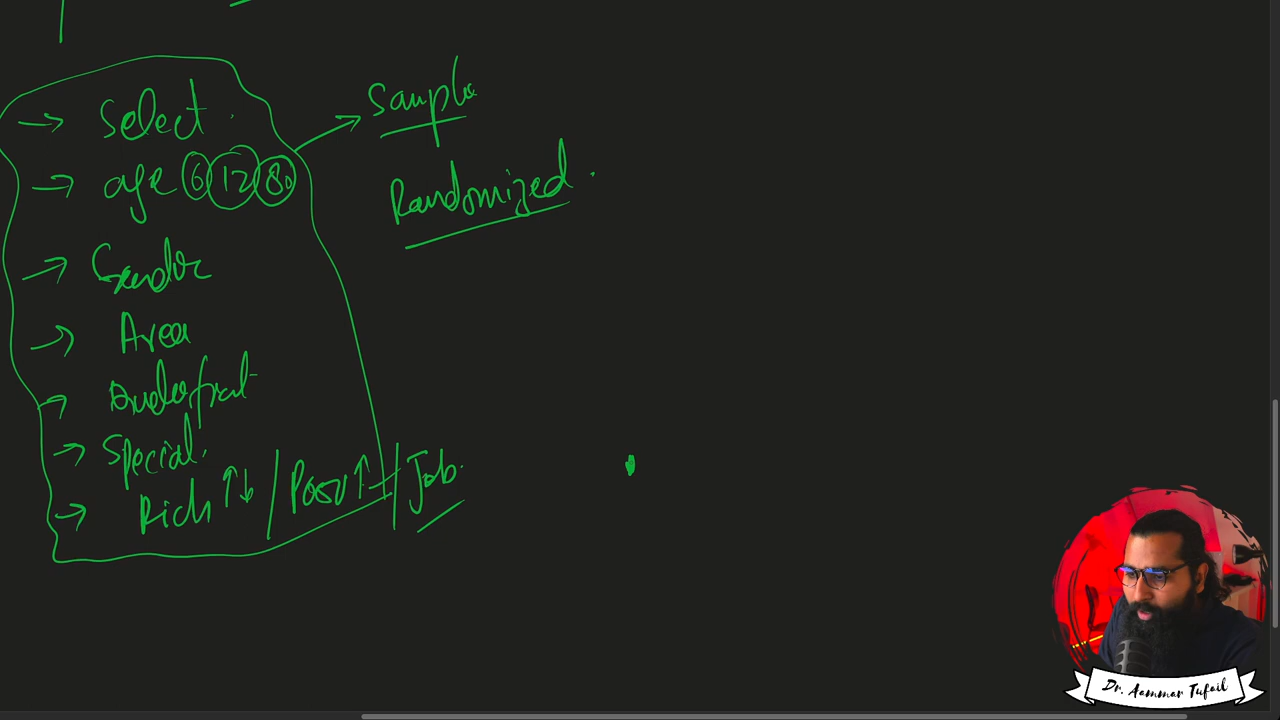 Select.
Sample
age 6 12 80
Randomized.
Gender
Area
Special.
Rich ↑↓ / Poor ↑ / Job.
Dr. Aammar Tufail